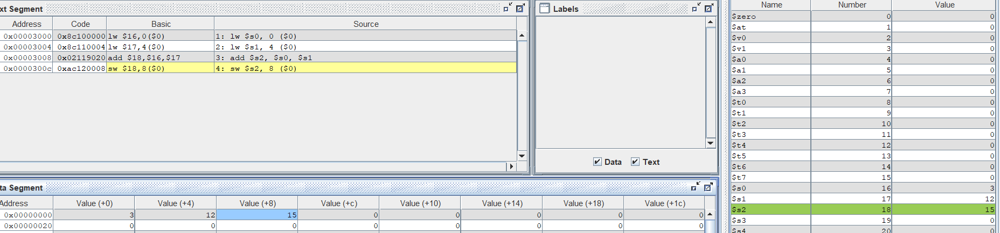 xt Segment
Address Code Basic Source
0x00003000 0x8c100000 lw $16,0($0) 1: lw $s0, 0 ($0)
0x00003004 0x8c110004 lw $17,4($0) 2: lw $s1, 4 ($0)
0x00003008 0x02119020 add $18,$16,$17 3: add $s2, $s0, $s1
0x0000300c 0xac120008 sw $18,8($0) 4: sw $s2, 8 ($0)
Labels
Data Text
ta Segment
Address Value (+0) Value (+4) Value (+8) Value (+c) Value (+10) Value (+14) Value (+18) Value (+1c)
0x00000000 3 12 15 0 0 0 0 0
0x00000020 0 0 0 0 0 0 0 0
Name Number Value
$zero 0 0
$at 1 0
$v0 2 0
$v1 3 0
$a0 4 0
$a1 5 0
$a2 6 0
$a3 7 0
$t0 8 0
$t1 9 0
$t2 10 0
$t3 11 0
$t4 12 0
$t5 13 0
$t6 14 0
$t7 15 0
$s0 16 3
$s1 17 12
$s2 18 15
$s3 19 0
$s4 20 0